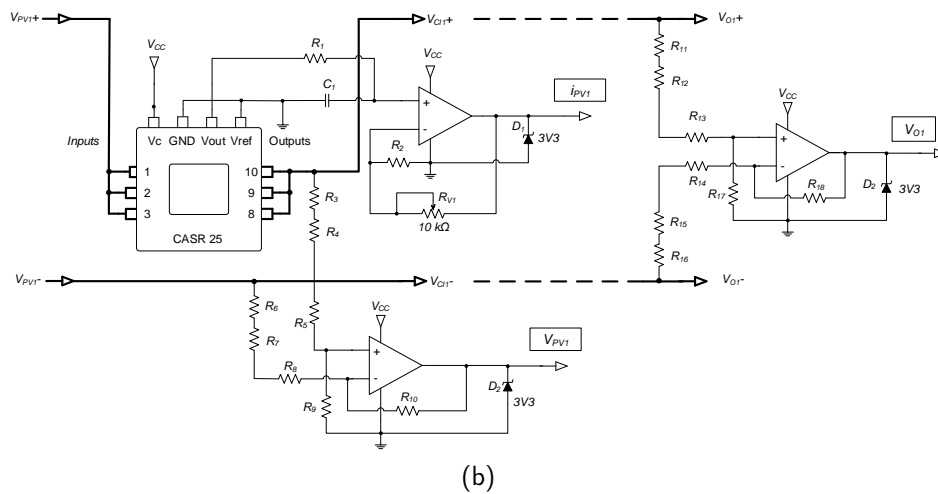 VPV1+
VCI1+
VO1+
VCC
R1
C1
VCC
iPV1
D1
3V3
R2
RV1
10 kΩ
Inputs
Vc GND Vout Vref
Outputs
1
2
3
10
9
8
CASR 25
R3
R4
R11
R12
R13
R14
VCC
VO1
R17
R18
D2
3V3
R15
R16
VPV1-
VCI1-
VO1-
R6
R7
R8
R5
VCC
VPV1
R9
R10
D2
3V3
+
-
+
-
+
-
(b)